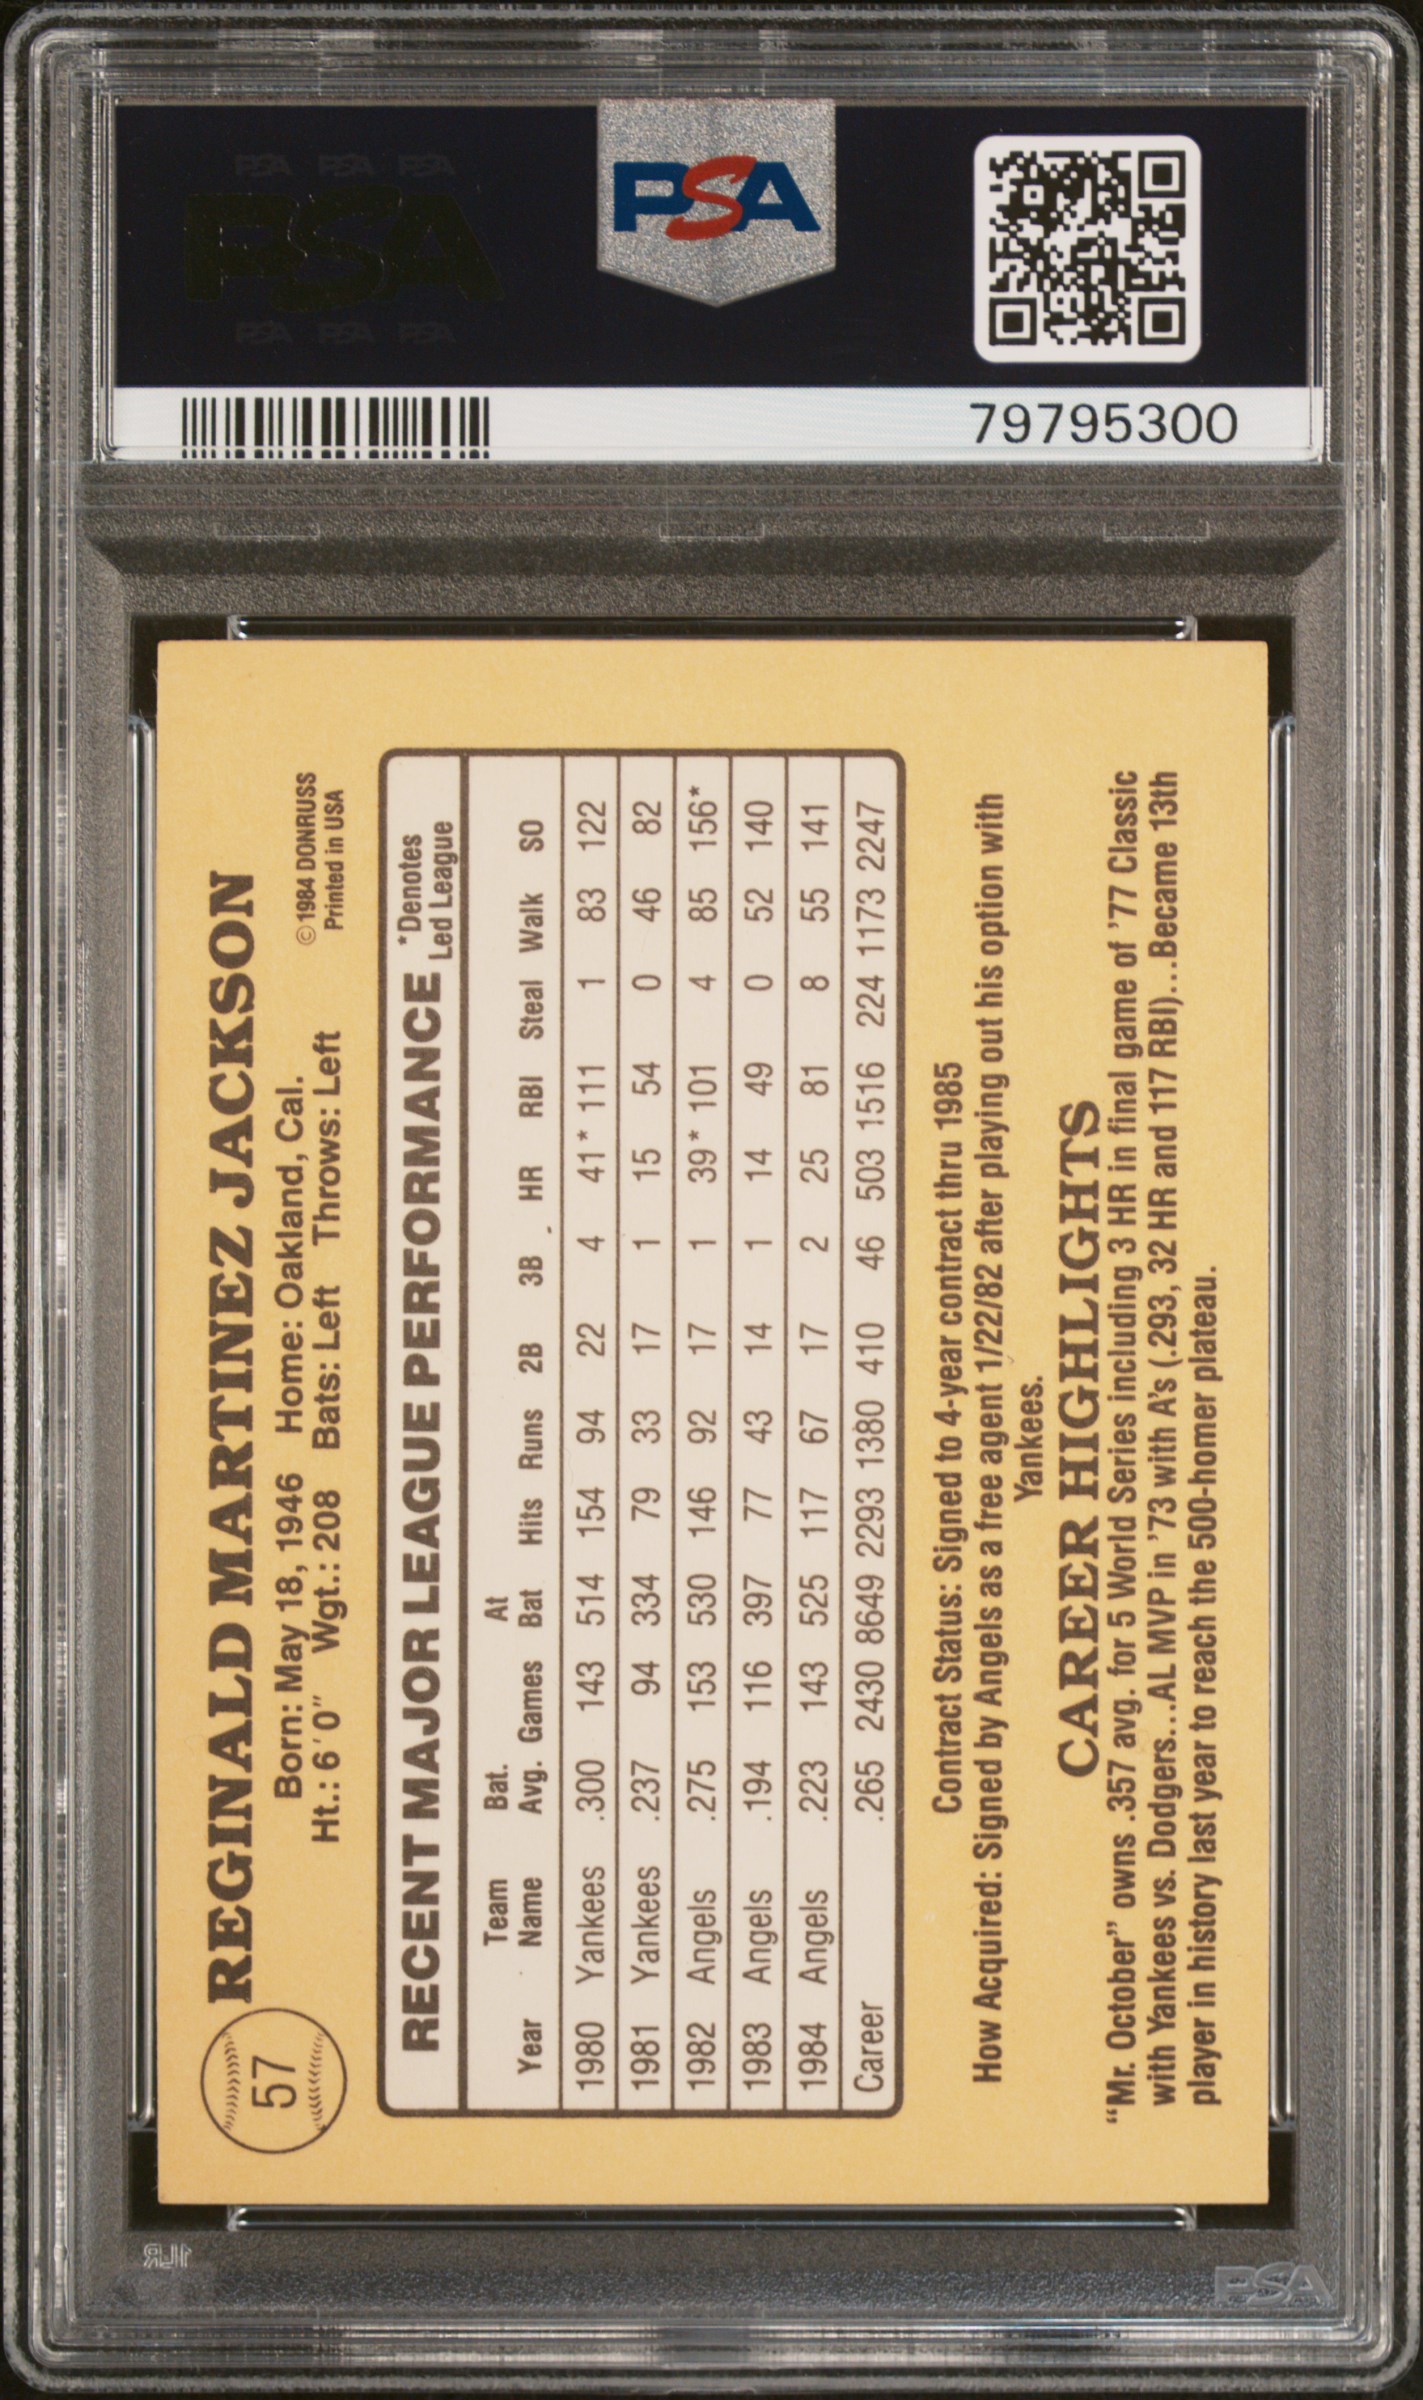 PSA PSA PSA
PSA
PSA PSA PSA
PSA
79795300
57
REGINALD MARTINEZ JACKSON
Born: May 18, 1946 Home: Oakland, Cal. © 1984 DONRUSS
Ht.: 6'0" Wgt.: 208 Bats: Left Throws: Left Printed in USA
RECENT MAJOR LEAGUE PERFORMANCE *Denotes Led League
Year Team Name Bat. Avg. Games At Bat Hits Runs 2B 3B HR RBI Steal Walk SO
1980 Yankees .300 143 514 154 94 22 4 41* 111 1 83 122
1981 Yankees .237 94 334 79 33 17 1 15 54 0 46 82
1982 Angels .275 153 530 146 92 17 1 39* 101 4 85 156*
1983 Angels .194 116 397 77 43 14 1 14 49 0 52 140
1984 Angels .223 143 525 117 67 17 2 25 81 8 55 141
Career .265 2430 8649 2293 1380 410 46 503 1516 224 1173 2247
Contract Status: Signed to 4-year contract thru 1985
How Acquired: Signed by Angels as a free agent 1/22/82 after playing out his option with
Yankees.
CAREER HIGHLIGHTS
“Mr. October” owns .357 avg. for 5 World Series including 3 HR in final game of ’77 Classic
with Yankees vs. Dodgers...AL MVP in ’73 with A’s (.293, 32 HR and 117 RBI)...Became 13th
player in history last year to reach the 500-homer plateau.
PSA